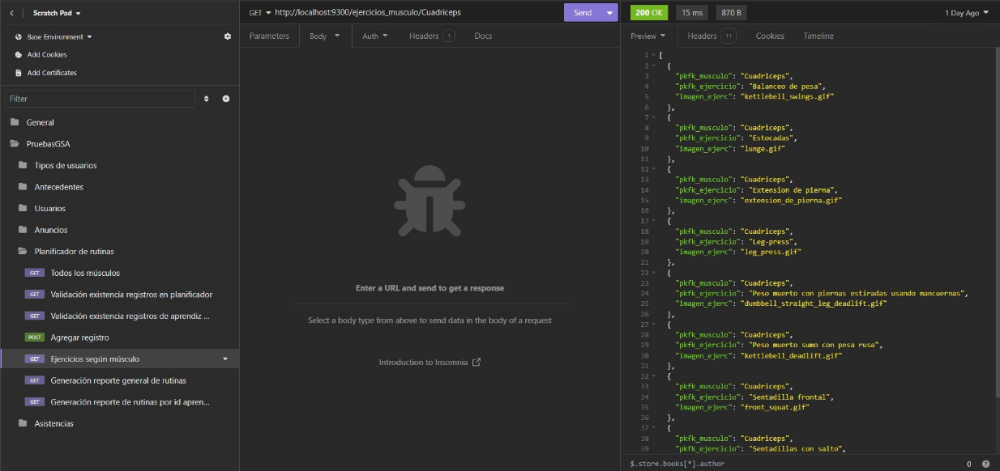 Scratch Pad
Base Environment
Add Cookies
Add Certificates
Filter
General
PruebasGSA
Tipos de usuarios
Antecedentes
Usuarios
Anuncios
Planificador de rutinas
GET Todos los músculos
GET Validación existencia registros en planificador
GET Validación existencia registros de aprendiz ...
POST Agregar registro
GET Ejercicios según músculo
GET Generación reporte general de rutinas
GET Generación reporte de rutinas por id apren...
Asistencias
GET http://localhost:9300/ejercicios_musculo/Cuadriceps Send
Parameters Body Auth Headers 1 Docs
Enter a URL and send to get a response
Select a body type from above to send data in the body of a request
Introduction to Insomnia
200 OK 15 ms 870 B 1 Day Ago
Preview Headers 11 Cookies Timeline
1 [
2 {
3 "pkfk_musculo": "Cuadriceps",
4 "pkfk_ejercicio": "Balanceo de pesa",
5 "imagen_ejerc": "kettlebell_swings.gif"
6 },
7 {
8 "pkfk_musculo": "Cuadriceps",
9 "pkfk_ejercicio": "Estocadas",
10 "imagen_ejerc": "lunge.gif"
11 },
12 {
13 "pkfk_musculo": "Cuadriceps",
14 "pkfk_ejercicio": "Extension de pierna",
15 "imagen_ejerc": "extension_de_pierna.gif"
16 },
17 {
18 "pkfk_musculo": "Cuadriceps",
19 "pkfk_ejercicio": "Leg-press",
20 "imagen_ejerc": "leg_press.gif"
21 },
22 {
23 "pkfk_musculo": "Cuadriceps",
24 "pkfk_ejercicio": "Peso muerto con piernas estiradas usando mancuernas",
25 "imagen_ejerc": "dumbbell_straight_leg_deadlift.gif"
26 },
27 {
28 "pkfk_musculo": "Cuadriceps",
29 "pkfk_ejercicio": "Peso muerto sumo con pesa rusa",
30 "imagen_ejerc": "kettlebell_deadlift.gif"
31 },
32 {
33 "pkfk_musculo": "Cuadriceps",
34 "pkfk_ejercicio": "Sentadilla frontal",
35 "imagen_ejerc": "front_squat.gif"
36 },
37 {
38 "pkfk_musculo": "Cuadriceps",
39 "pkfk_ejercicio": "Sentadillas con salto",
$.store.books[*].author 0